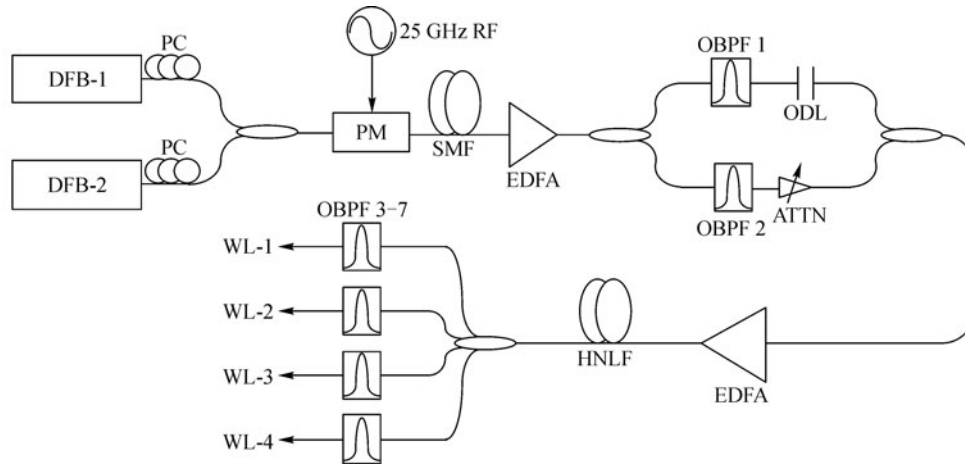 PC
25 GHz RF
OBPF 1
DFB-1
PM
SMF
ODL
EDFA
PC
DFB-2
OBPF 2
ATTN
OBPF 3-7
WL-1
WL-2
HNLF
WL-3
EDFA
WL-4